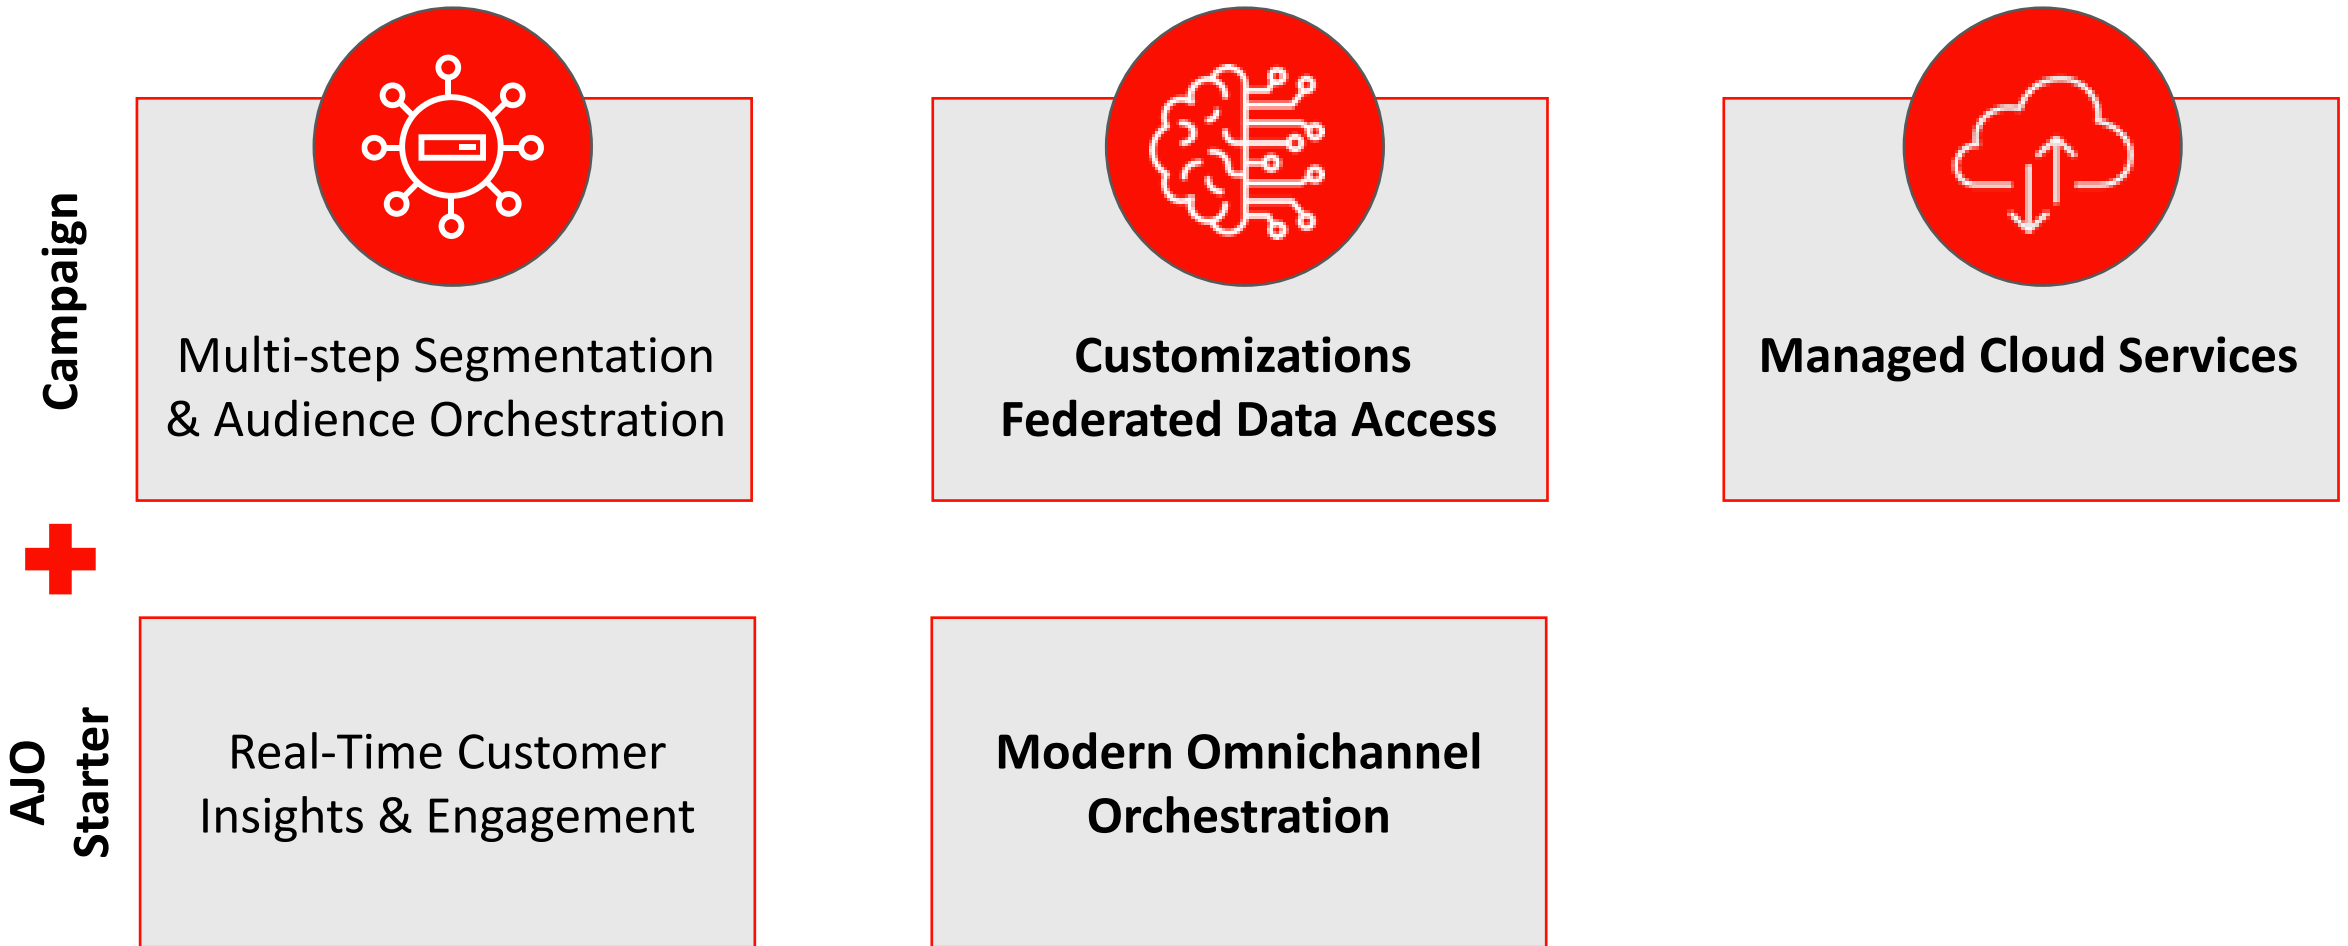 Campaign
Multi-step Segmentation
& Audience Orchestration
Customizations
Federated Data Access
Managed Cloud Services
AJO
Starter
Real-Time Customer
Insights & Engagement
Modern Omnichannel
Orchestration